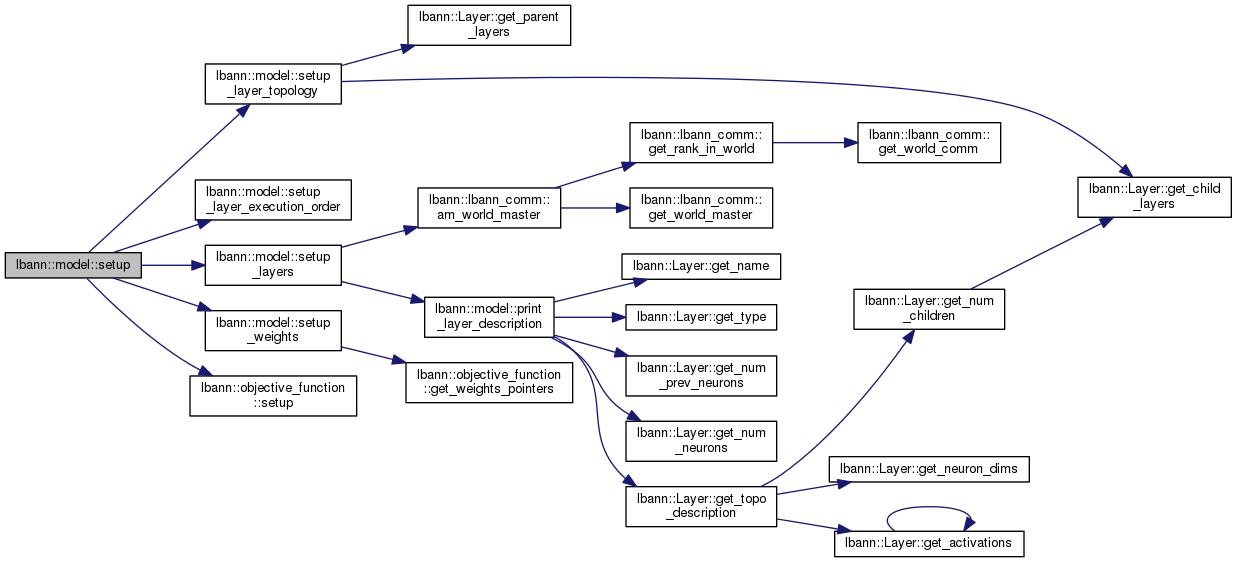 lbann::model::setup
lbann::model::setup
_layer_topology
lbann::Layer::get_parent
_layers
lbann::model::setup
_layer_execution_order
lbann::model::setup
_layers
lbann::lbann_comm::
am_world_master
lbann::lbann_comm::
get_rank_in_world
lbann::lbann_comm::
get_world_comm
lbann::lbann_comm::
get_world_master
lbann::model::print
_layer_description
lbann::Layer::get_name
lbann::Layer::get_type
lbann::Layer::get_num
_prev_neurons
lbann::Layer::get_num
_neurons
lbann::Layer::get_topo
_description
lbann::Layer::get_num
_children
lbann::Layer::get_child
_layers
lbann::Layer::get_neuron_dims
lbann::Layer::get_activations
lbann::model::setup
_weights
lbann::objective_function
::get_weights_pointers
lbann::objective_function
::setup